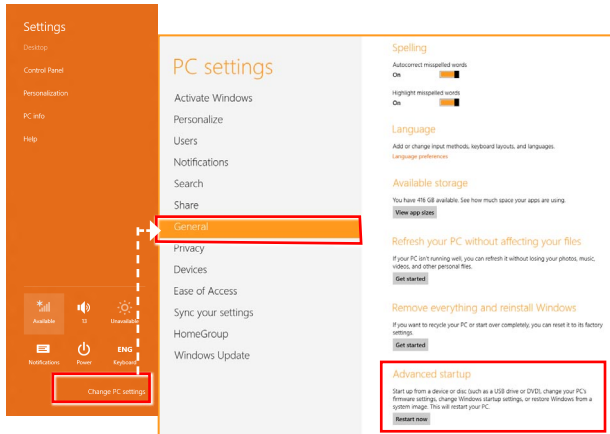 Settings
Desktop
Control Panel
Personalization
PC info
Help
Available
13
Unavailable
ENG
Notifications
Power
Keyboard
Change PC settings
PC settings
Activate Windows
Personalize
Users
Notifications
Search
Share
General
Privacy
Devices
Ease of Access
Sync your settings
HomeGroup
Windows Update
Spelling
Autocorrect misspelled words
On
Highlight misspelled words
On
Language
Add or change input methods, keyboard layouts, and languages.
Language preferences
Available storage
You have 416 GB available. See how much space your apps are using.
View app sizes
Refresh your PC without affecting your files
If your PC isn't running well, you can refresh it without losing your photos, music,
videos, and other personal files.
Get started
Remove everything and reinstall Windows
If you want to recycle your PC or start over completely, you can reset it to its factory
settings.
Get started
Advanced startup
Start up from a device or disc (such as a USB drive or DVD), change your PC's
firmware settings, change Windows startup settings, or restore Windows from a
system image. This will restart your PC.
Restart now